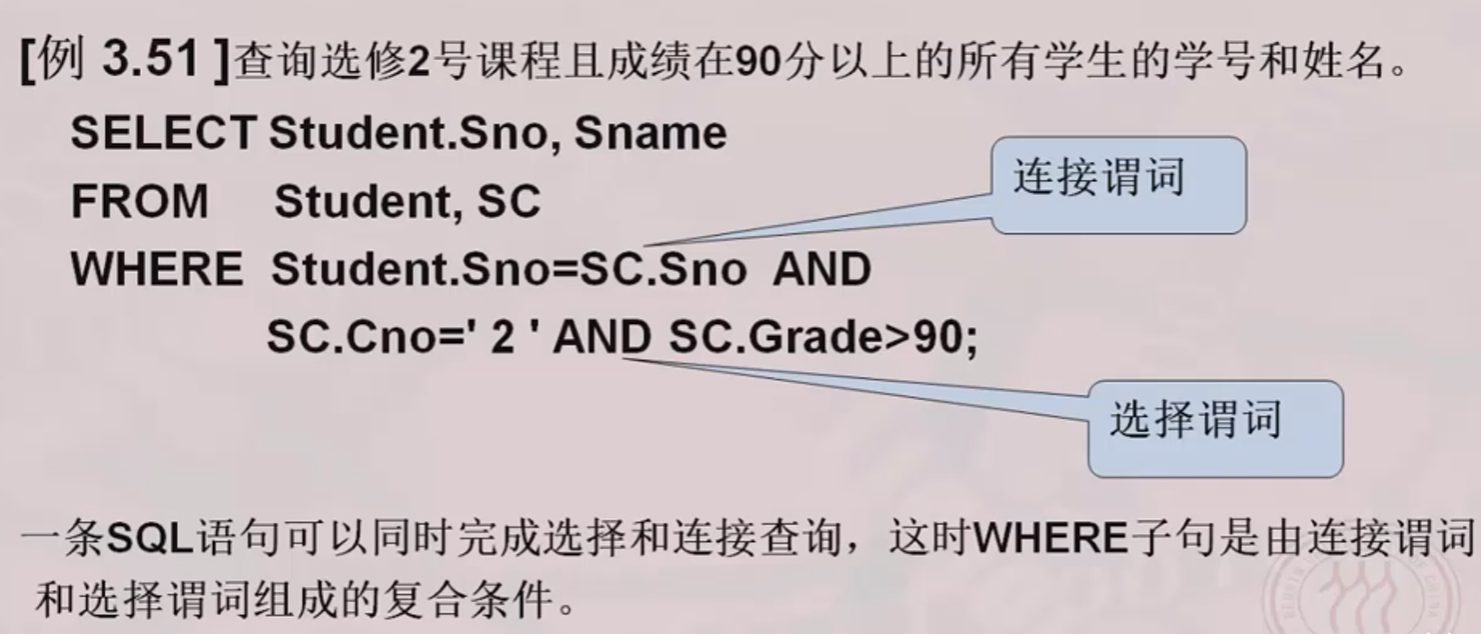 [例 3.51 ]查询选修2号课程且成绩在90分以上的所有学生的学号和姓名。
SELECT Student.Sno, Sname
FROM Student, SC
连接谓词
WHERE Student.Sno=SC.Sno AND
SC.Cno=' 2 ' AND SC.Grade>90;
选择谓词
一条SQL语句可以同时完成选择和连接查询，这时WHERE子句是由连接谓词
和选择谓词组成的复合条件。